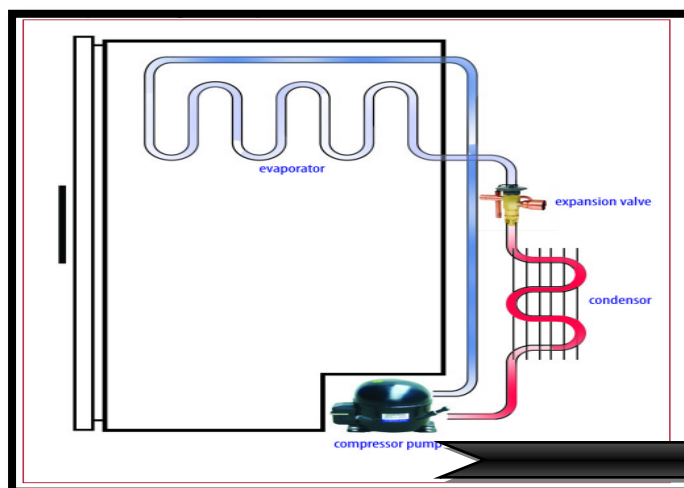 evaporator
expansion valve
condensor
compressor pump